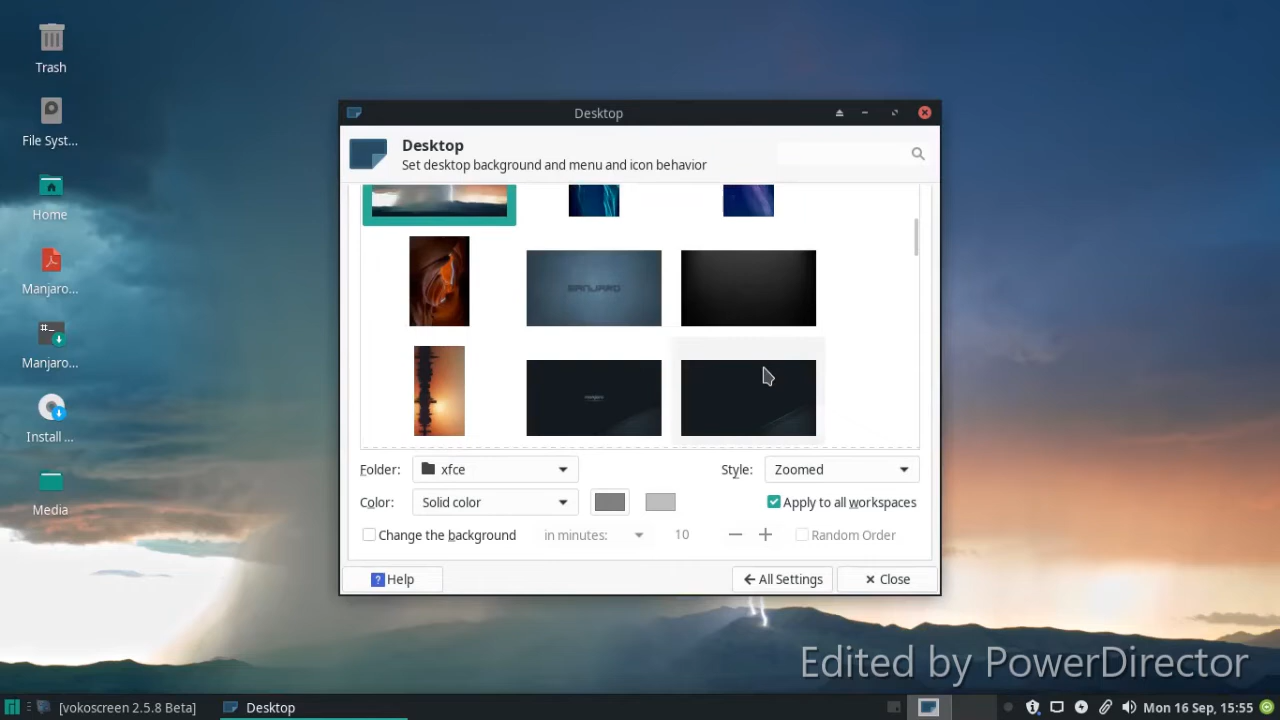 Trash
File Syst...
Home
Manjaro...
Manjaro...
Install ...
Media
Desktop
Desktop
Set desktop background and menu and icon behavior
MANJARO
Folder:
xfce
Style:
Zoomed
Color:
Solid color
Apply to all workspaces
Change the background
in minutes:
10
Random Order
? Help
All Settings
Close
Edited by PowerDirector
[vokoscreen 2.5.8 Beta]
Desktop
Mon 16 Sep, 15:55